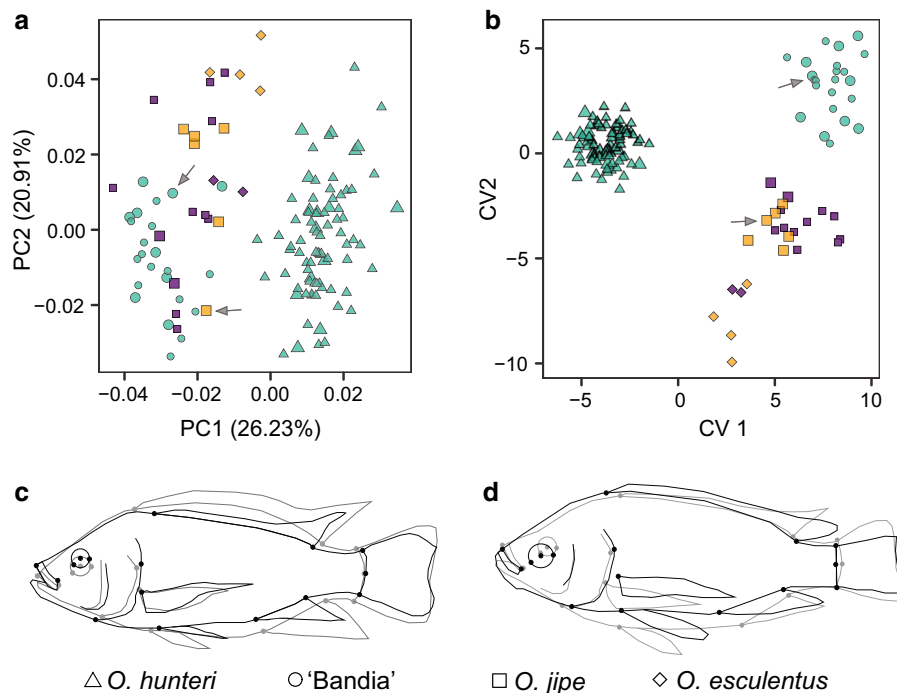 a
b
0.04
0.02
0.00
−0.02
PC2 (20.91%)
−0.04
−0.02
0.00
0.02
PC1 (26.23%)
5
0
−5
−10
CV2
−5
0
5
10
CV 1
c
d
O. hunteri
‘Bandia’
O. jipe
O. esculentus